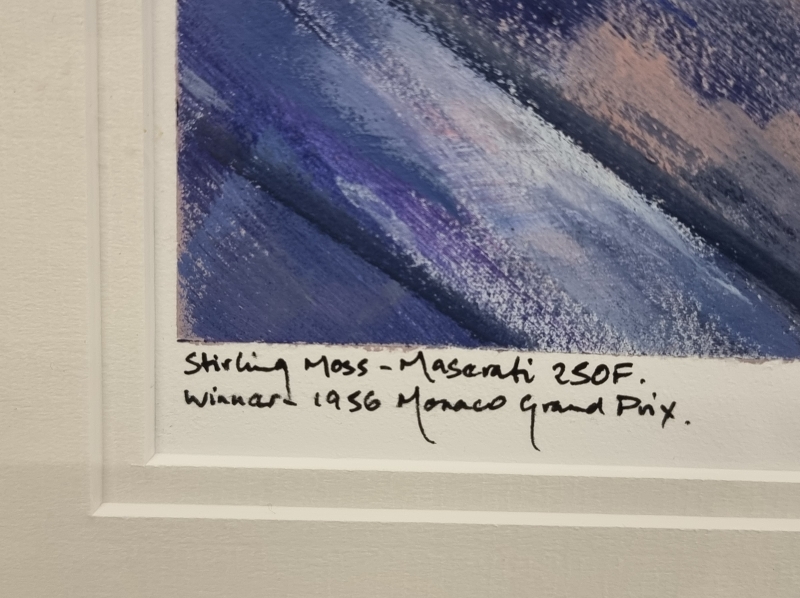 Stirling Moss - Maserati 250F.
Winner - 1956 Monaco Grand Prix.